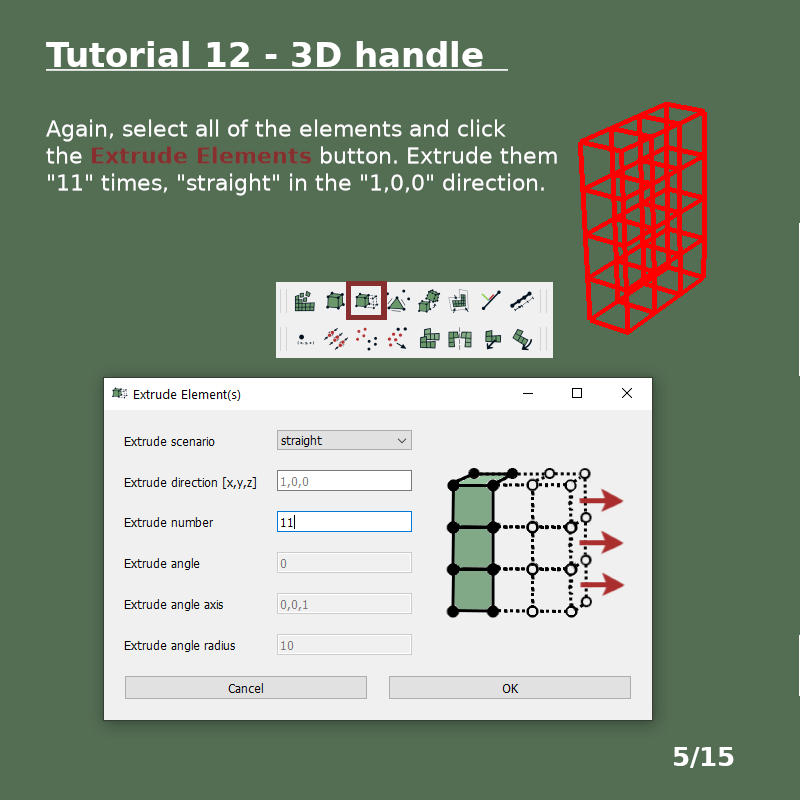 Tutorial 12 - 3D handle
Again, select all of the elements and click
the Extrude Elements button. Extrude them
"11" times, "straight" in the "1,0,0" direction.
Extrude Element(s)
Extrude scenario
straight
Extrude direction [x,y,z]
1,0,0
Extrude number
11
Extrude angle
0
Extrude angle axis
0,0,1
Extrude angle radius
10
Cancel
OK
5/15